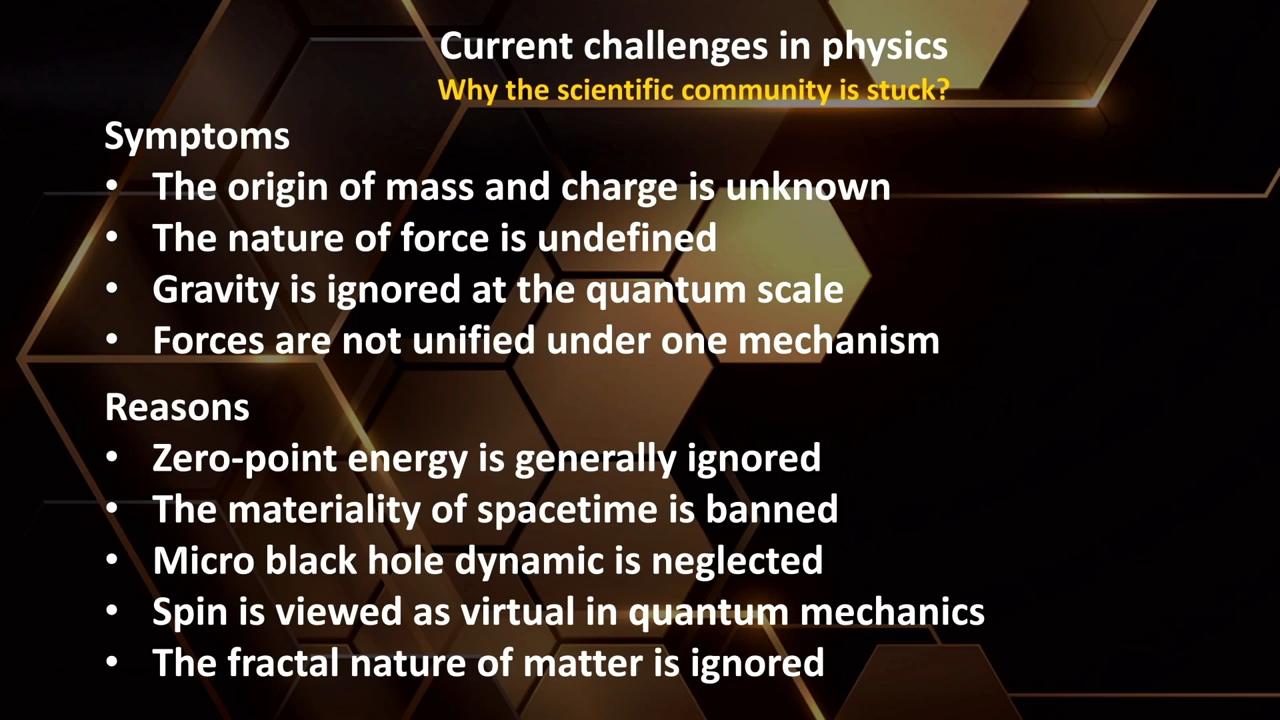 Current challenges in physics
Why the scientific community is stuck?
Symptoms
• The origin of mass and charge is unknown
• The nature of force is undefined
• Gravity is ignored at the quantum scale
• Forces are not unified under one mechanism
Reasons
• Zero-point energy is generally ignored
• The materiality of spacetime is banned
• Micro black hole dynamic is neglected
• Spin is viewed as virtual in quantum mechanics
• The fractal nature of matter is ignored